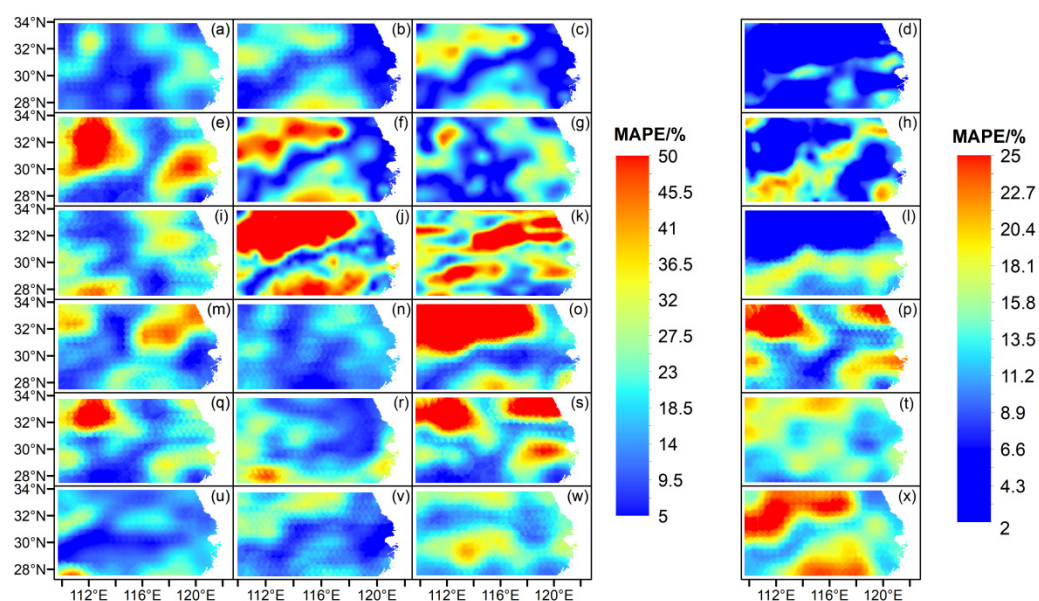 34°N (a) (b) (c) (d)
32°N
30°N
28°N
34°N (e) (f) (g) (h)
32°N
30°N
28°N
34°N (i) (j) (k) (l)
32°N
30°N
28°N
34°N (m) (n) (o) (p)
32°N
30°N
28°N
34°N (q) (r) (s) (t)
32°N
30°N
28°N
34°N (u) (v) (w) (x)
32°N
30°N
28°N
112°E 116°E 120°E 112°E 116°E 120°E 112°E 116°E 120°E 112°E 116°E 120°E
MAPE/%
50
45.5
41
36.5
32
27.5
23
18.5
14
9.5
5
MAPE/%
25
22.7
20.4
18.1
15.8
13.5
11.2
8.9
6.6
4.3
2